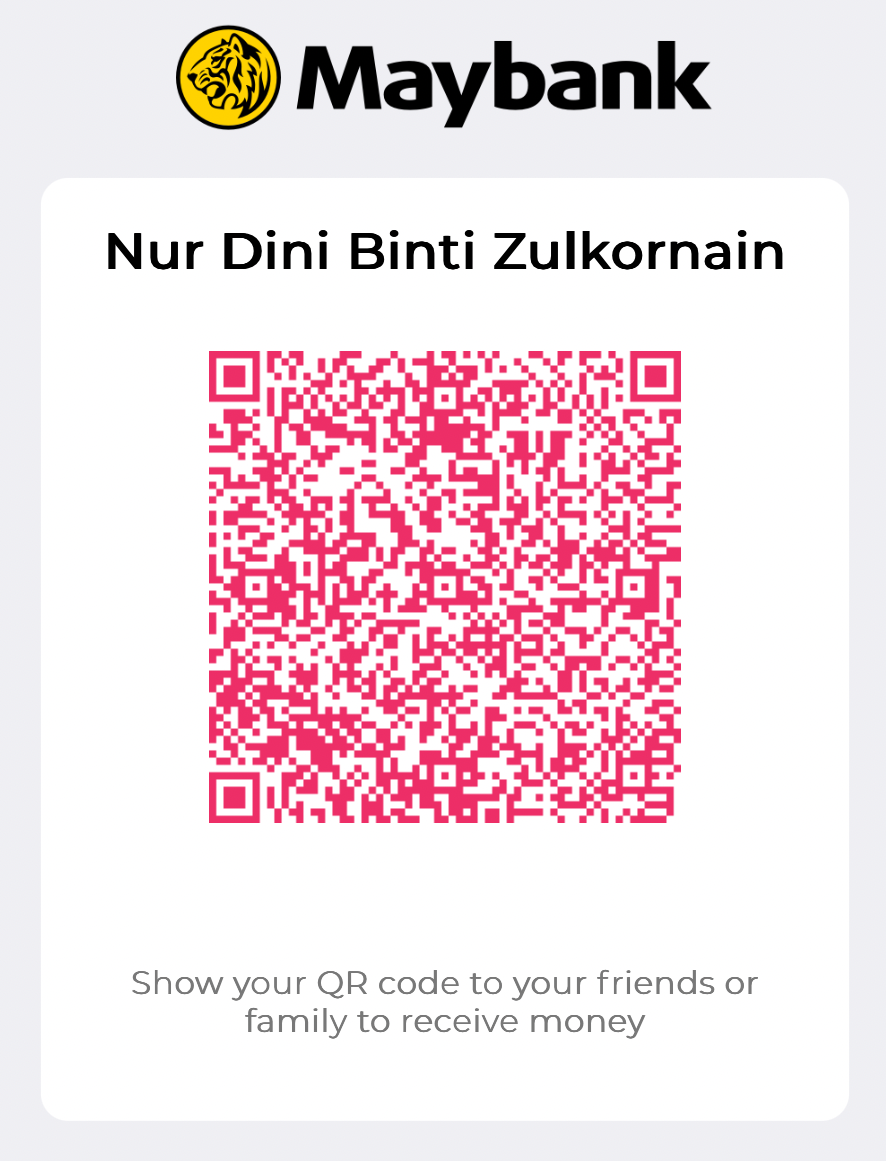 Maybank
Nur Dini Binti Zulkornain
Show your QR code to your friends or
family to receive money